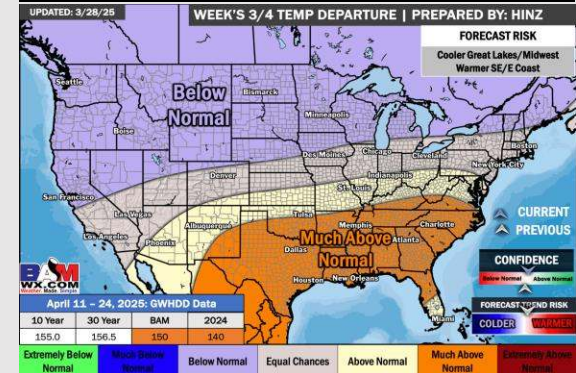 UPDATED: 3/28/25
WEEK'S 3/4 TEMP DEPARTURE | PREPARED BY: HINZ
FORECAST RISK
Cooler Great Lakes/Midwest
Warmer SE/E Coast
Seattle
Below
Normal
Bismarck
Minneapolis
Boise
Boston
Chicago
Cleveland
Des Moines
New York City
Denver
Indianapolis
San Francisco
St. Louis
Las Vegas
Tulsa
Los Angeles
Albuquerque
Memphis
Charlotte
Phoenix
Much Above
Normal
Dallas
Atlanta
Houston
New Orleans
Miami
CURRENT
PREVIOUS
CONFIDENCE
Below Normal
Above Normal
FORECAST TREND RISK
COLDER
WARMER
BAM
WX.COM
Weather Made Simple
April 11 – 24, 2025: GWHDD Data
10 Year 30 Year BAM 2024
155.0 156.5 150 140
Extremely Below Normal
Much Below Normal
Below Normal
Equal Chances
Above Normal
Much Above Normal
Extremely Above Normal